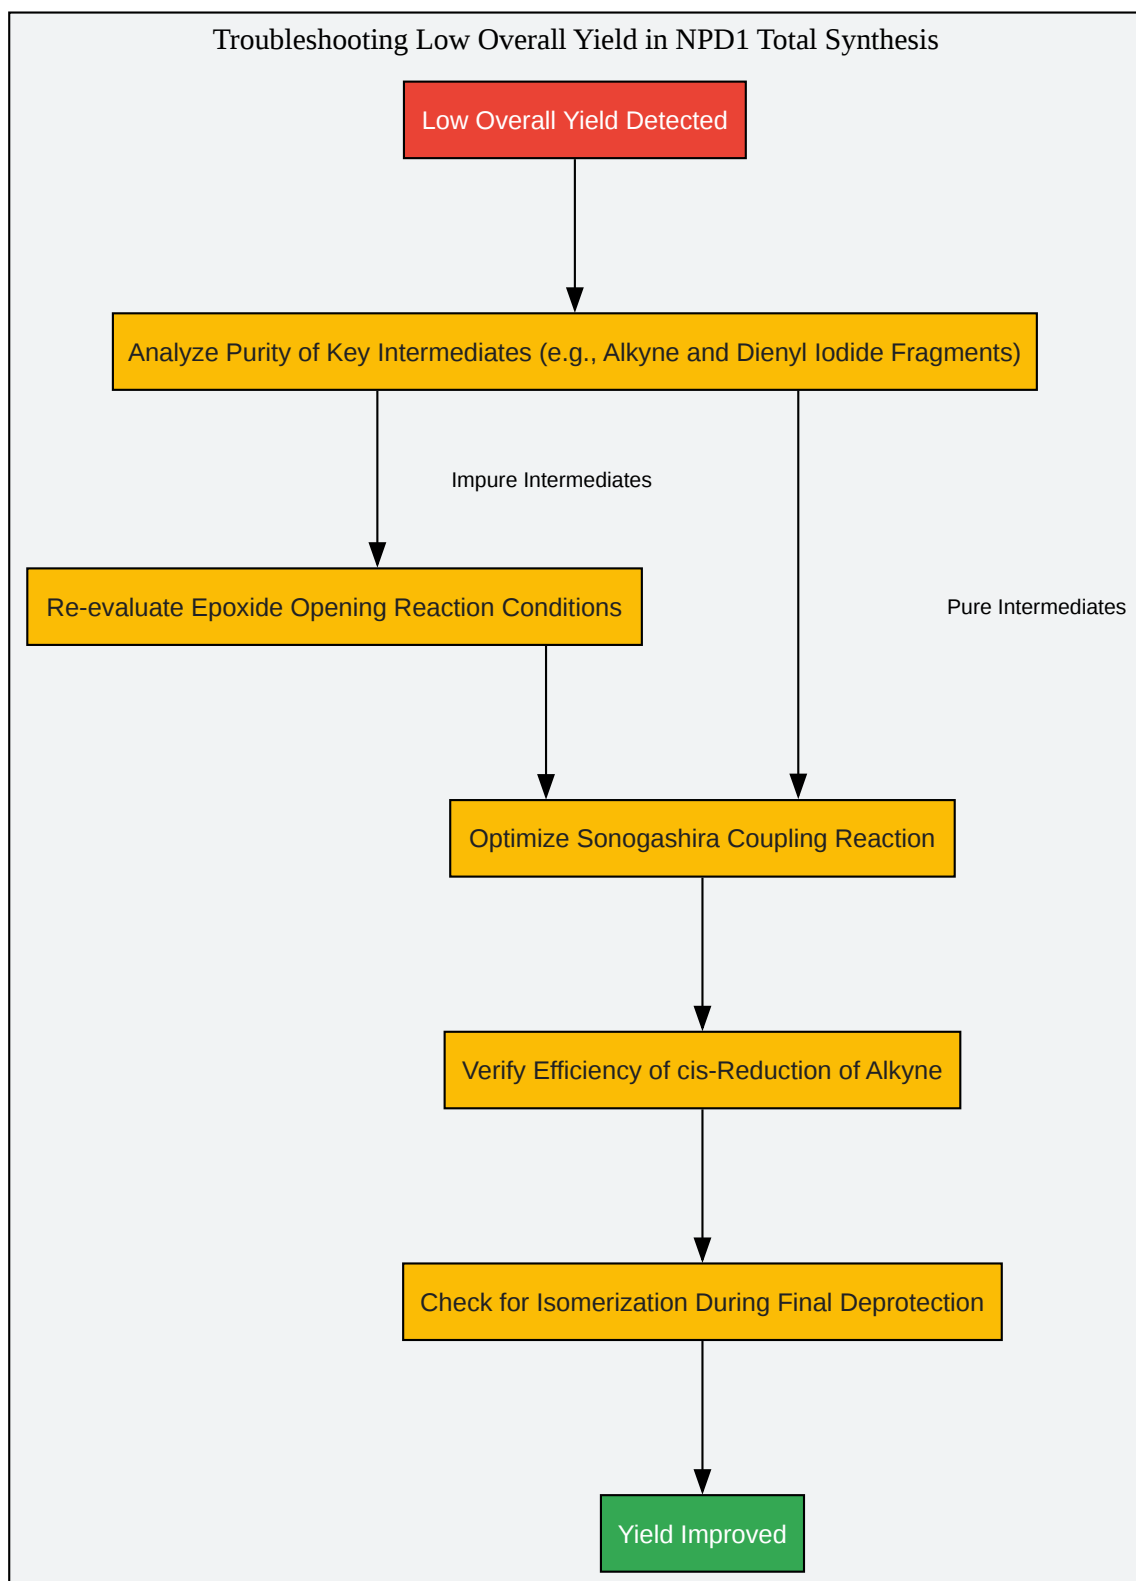 Troubleshooting Low Overall Yield in NPD1 Total Synthesis
Low Overall Yield Detected
Analyze Purity of Key Intermediates (e.g., Alkyne and Dienyl Iodide Fragments)
Impure Intermediates
Re-evaluate Epoxide Opening Reaction Conditions
Pure Intermediates
Optimize Sonogashira Coupling Reaction
Verify Efficiency of cis-Reduction of Alkyne
Check for Isomerization During Final Deprotection
Yield Improved